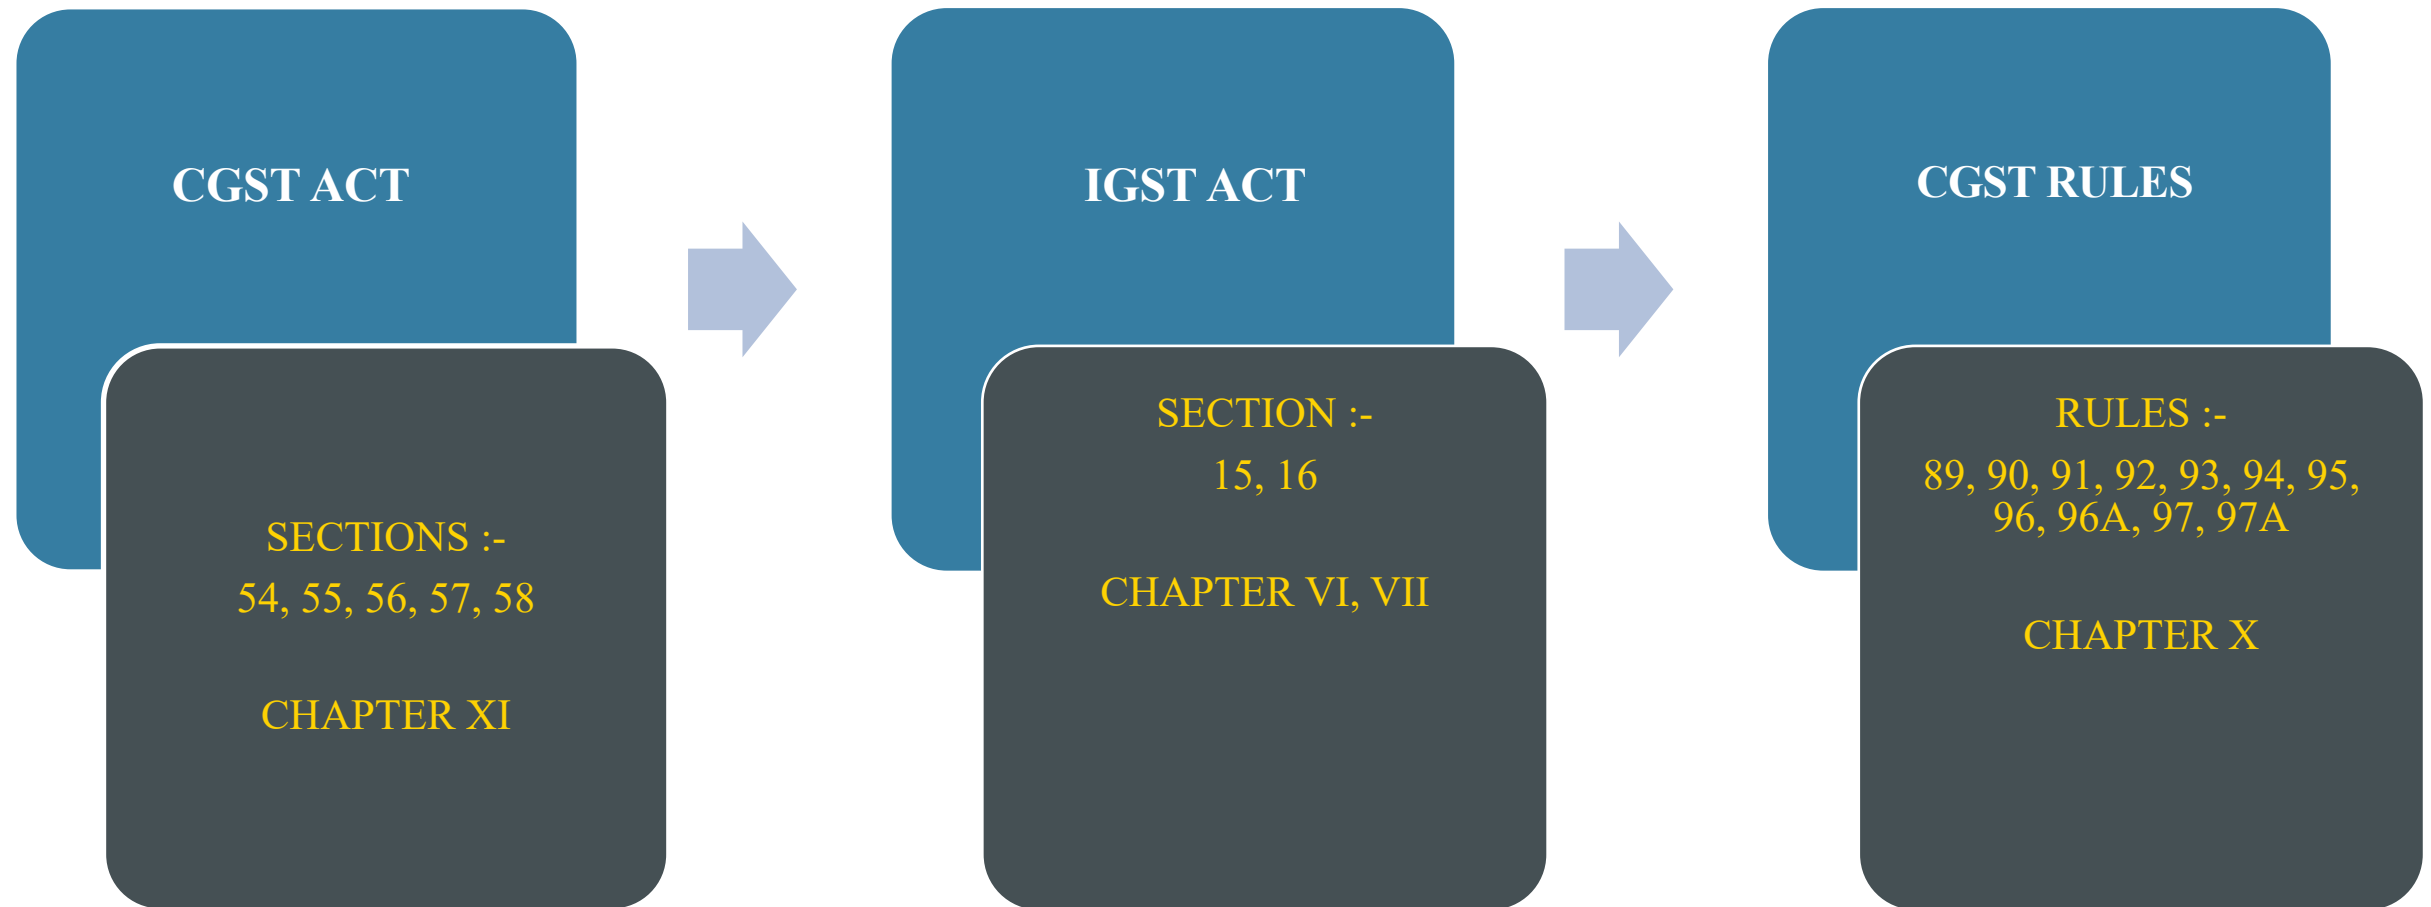 CGST ACT
SECTIONS :-
54, 55, 56, 57, 58
CHAPTER XI
IGST ACT
SECTION :-
15, 16
CHAPTER VI, VII
CGST RULES
RULES :-
89, 90, 91, 92, 93, 94, 95,
96, 96A, 97, 97A
CHAPTER X